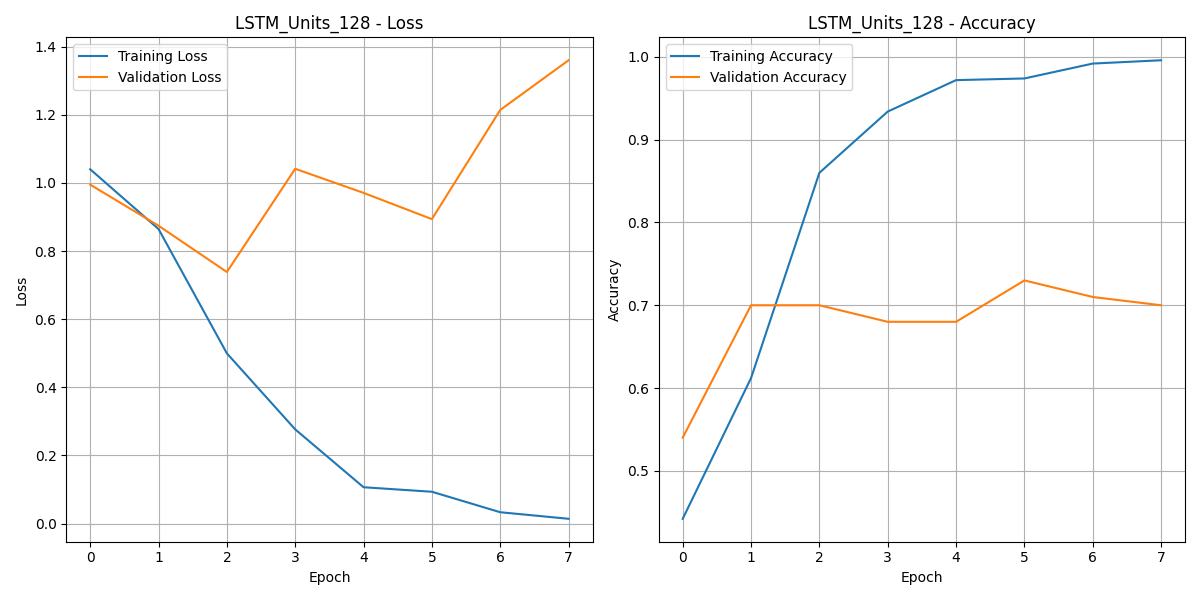 LSTM_Units_128 - Loss
Training Loss
Validation Loss
1.4
1.2
1.0
0.8
0.6
0.4
0.2
0.0
Loss
0 1 2 3 4 5 6 7
Epoch
LSTM_Units_128 - Accuracy
Training Accuracy
Validation Accuracy
1.0
0.9
0.8
0.7
0.6
0.5
Accuracy
0 1 2 3 4 5 6 7
Epoch